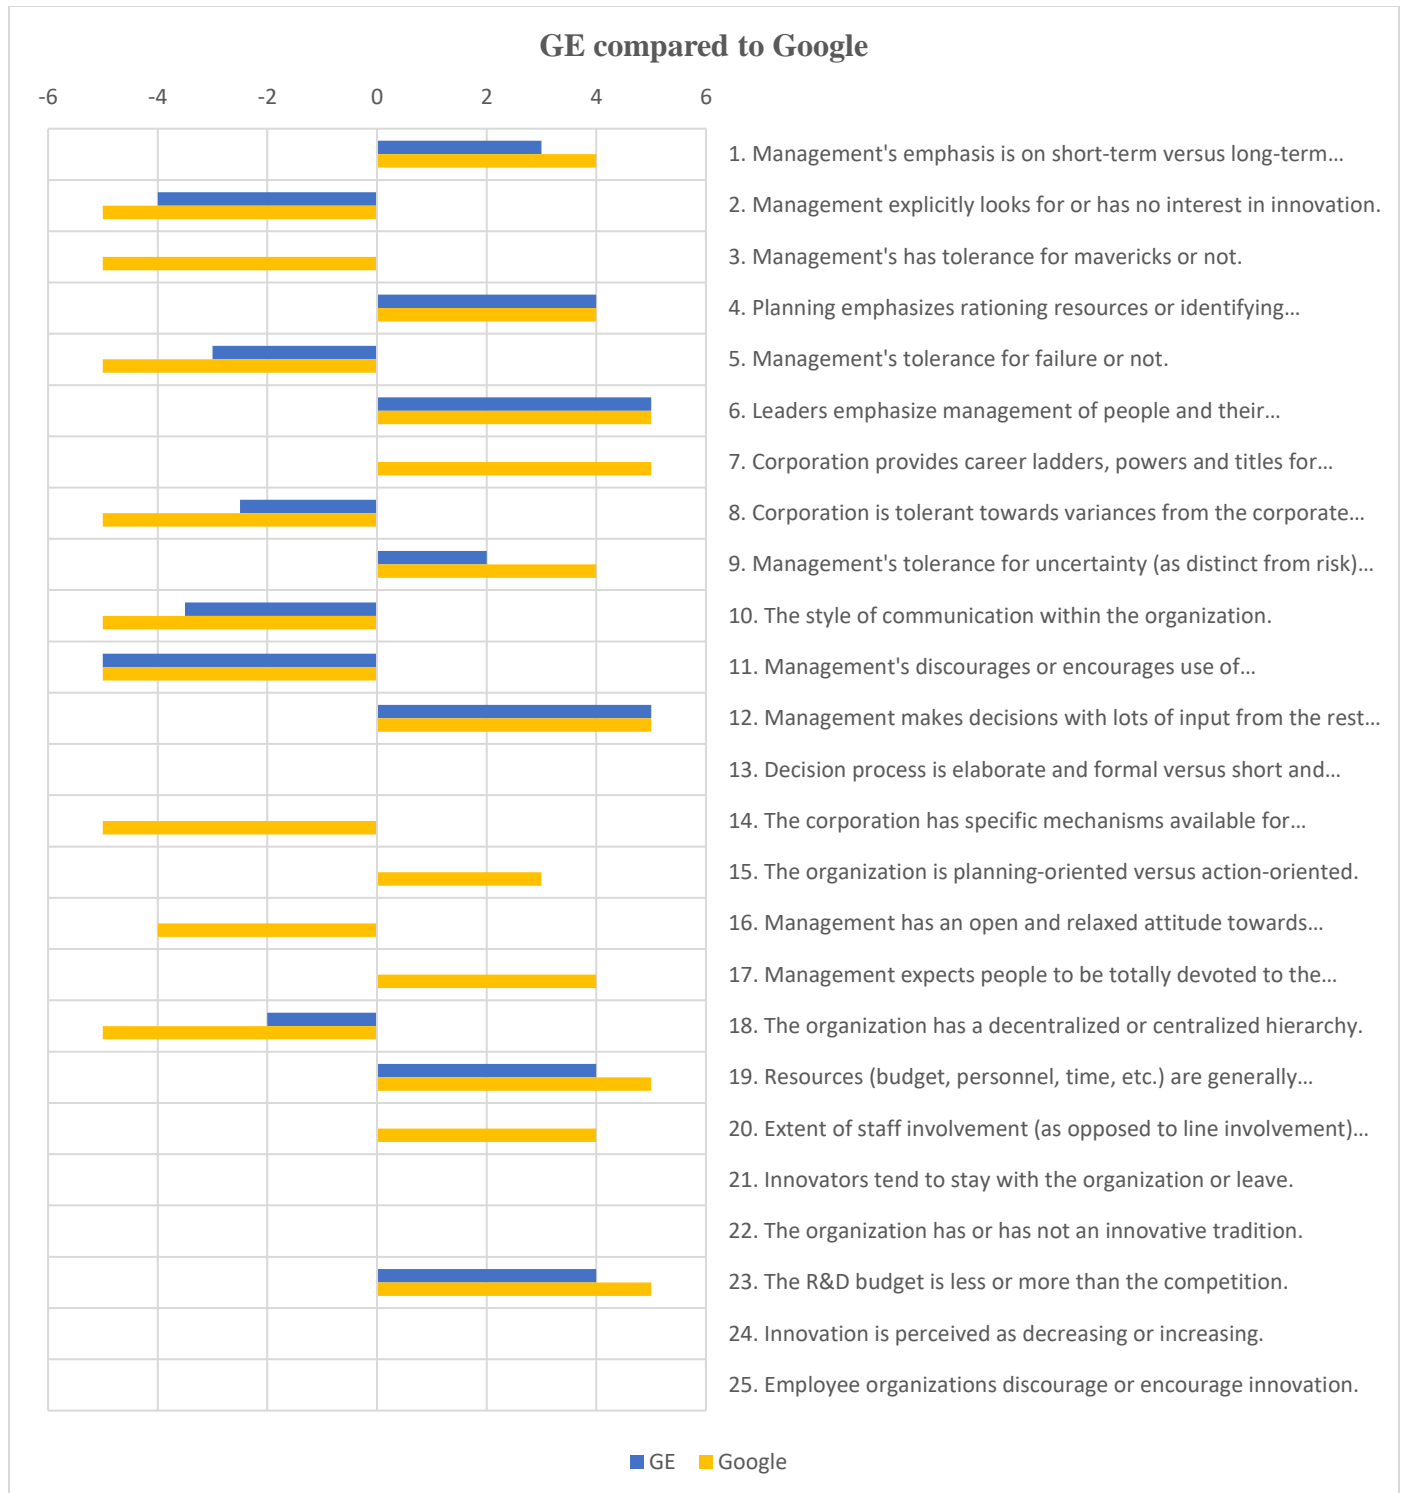 GE compared to Google
-6 -4 -2 0 2 4 6
1. Management's emphasis is on short-term versus long-term...
2. Management explicitly looks for or has no interest in innovation.
3. Management's has tolerance for mavericks or not.
4. Planning emphasizes rationing resources or identifying...
5. Management's tolerance for failure or not.
6. Leaders emphasize management of people and their...
7. Corporation provides career ladders, powers and titles for...
8. Corporation is tolerant towards variances from the corporate...
9. Management's tolerance for uncertainty (as distinct from risk)...
10. The style of communication within the organization.
11. Management's discourages or encourages use of...
12. Management makes decisions with lots of input from the rest...
13. Decision process is elaborate and formal versus short and...
14. The corporation has specific mechanisms available for...
15. The organization is planning-oriented versus action-oriented.
16. Management has an open and relaxed attitude towards...
17. Management expects people to be totally devoted to the...
18. The organization has a decentralized or centralized hierarchy.
19. Resources (budget, personnel, time, etc.) are generally...
20. Extent of staff involvement (as opposed to line involvement)...
21. Innovators tend to stay with the organization or leave.
22. The organization has or has not an innovative tradition.
23. The R&D budget is less or more than the competition.
24. Innovation is perceived as decreasing or increasing.
25. Employee organizations discourage or encourage innovation.
GE Google